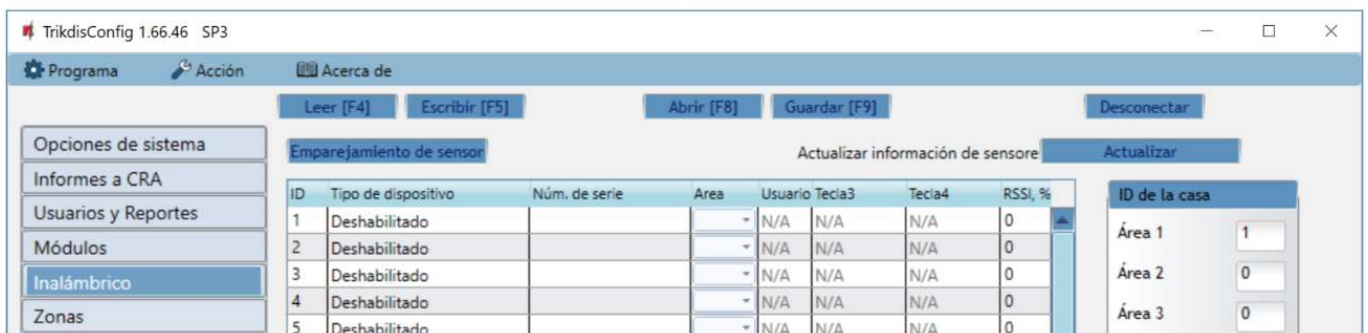 TrikdisConfig 1.66.46 SP3
Programa Acción Acerca de
Leer [F4] Escribir [F5] Abrir [F8] Guardar [F9] Desconectar
Opciones de sistema
Informes a CRA
Usuarios y Reportes
Módulos
Inalámbrico
Zonas
Emparejamiento de sensor Actualizar información de sensore Actualizar
ID Tipo de dispositivo Núm. de serie Area Usuario Tecla3 Tecla4 RSSI, %
1 Deshabilitado N/A N/A N/A 0
2 Deshabilitado N/A N/A N/A 0
3 Deshabilitado N/A N/A N/A 0
4 Deshabilitado N/A N/A N/A 0
5 Deshabilitado N/A N/A N/A 0
ID de la casa
Área 1 1
Área 2 0
Área 3 0